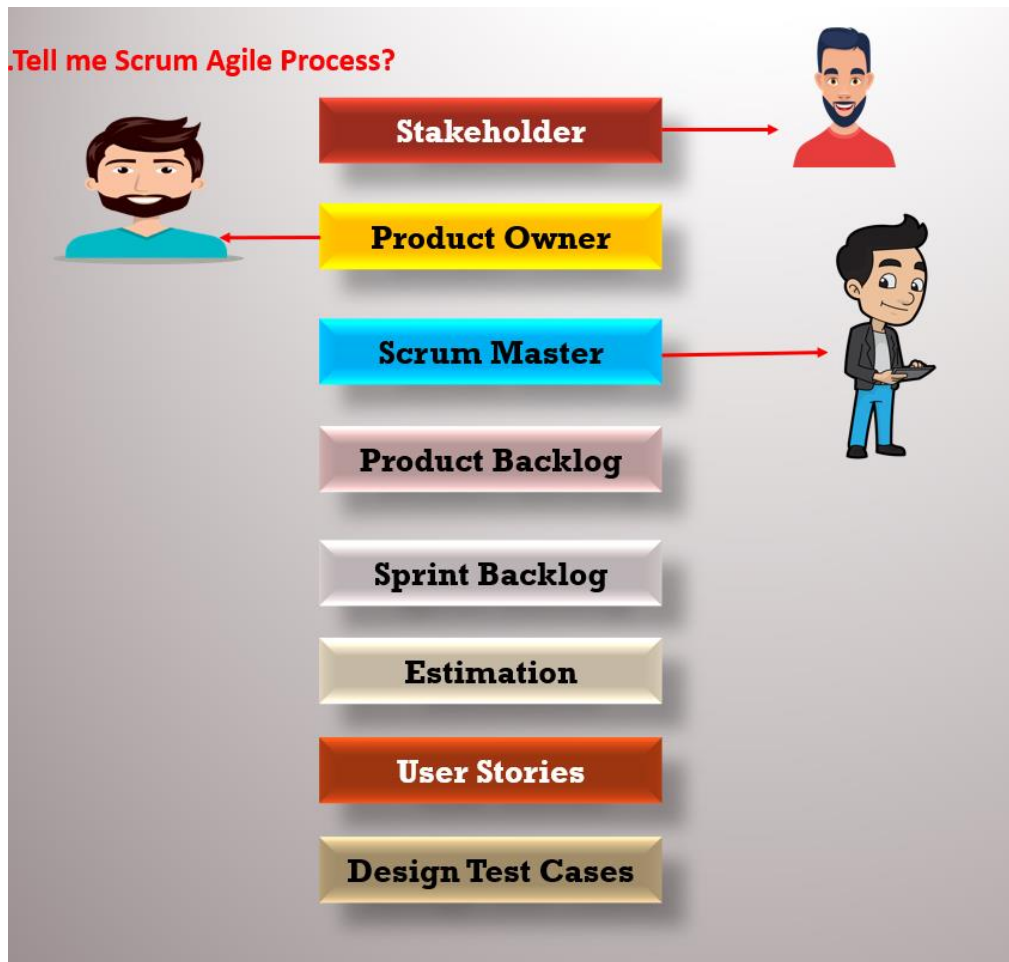 .Tell me Scrum Agile Process?
Stakeholder
Product Owner
Scrum Master
Product Backlog
Sprint Backlog
Estimation
User Stories
Design Test Cases